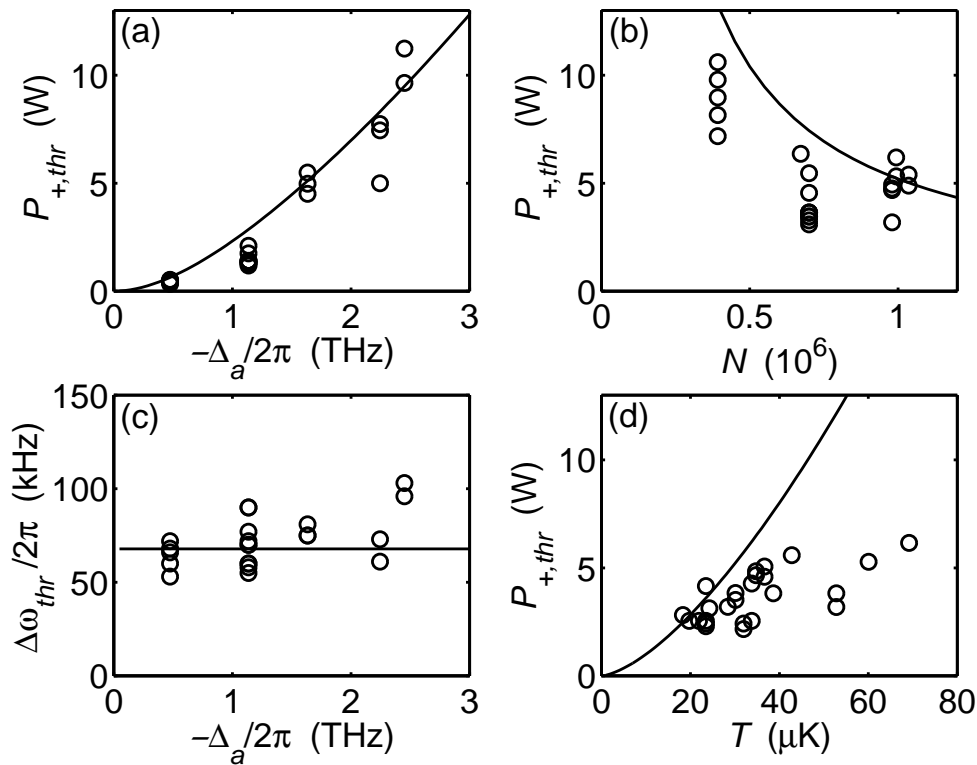 (a)
10
5
0
P+,thr (W)
0 1 2 3
−Δa/2π (THz)
(b)
10
5
0
P+,thr (W)
0 0.5 1
N (10⁶)
(c)
150
100
50
0
Δωthr/2π (kHz)
0 1 2 3
−Δa/2π (THz)
(d)
10
5
0
P+,thr (W)
0 20 40 60 80
T (μK)